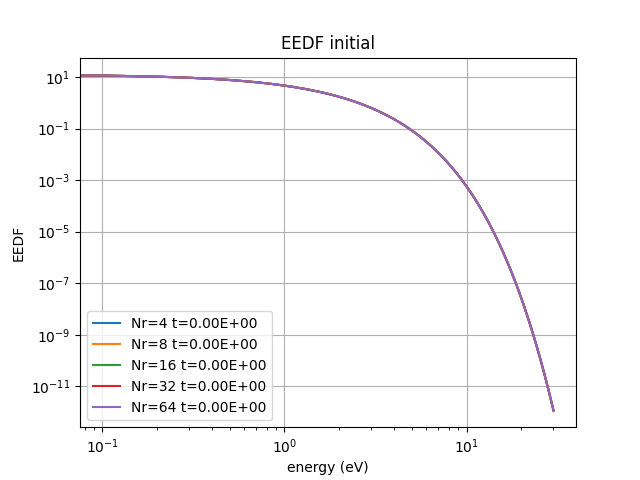 EEDF initial
10^1
10^-1
10^-3
10^-5
10^-7
10^-9
10^-11
EEDF
Nr=4 t=0.00E+00
Nr=8 t=0.00E+00
Nr=16 t=0.00E+00
Nr=32 t=0.00E+00
Nr=64 t=0.00E+00
10^-1 10^0 10^1
energy (eV)